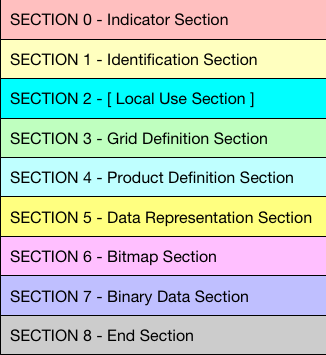 SECTION 0 - Indicator Section
SECTION 1 - Identification Section
SECTION 2 - [ Local Use Section ]
SECTION 3 - Grid Definition Section
SECTION 4 - Product Definition Section
SECTION 5 - Data Representation Section
SECTION 6 - Bitmap Section
SECTION 7 - Binary Data Section
SECTION 8 - End Section